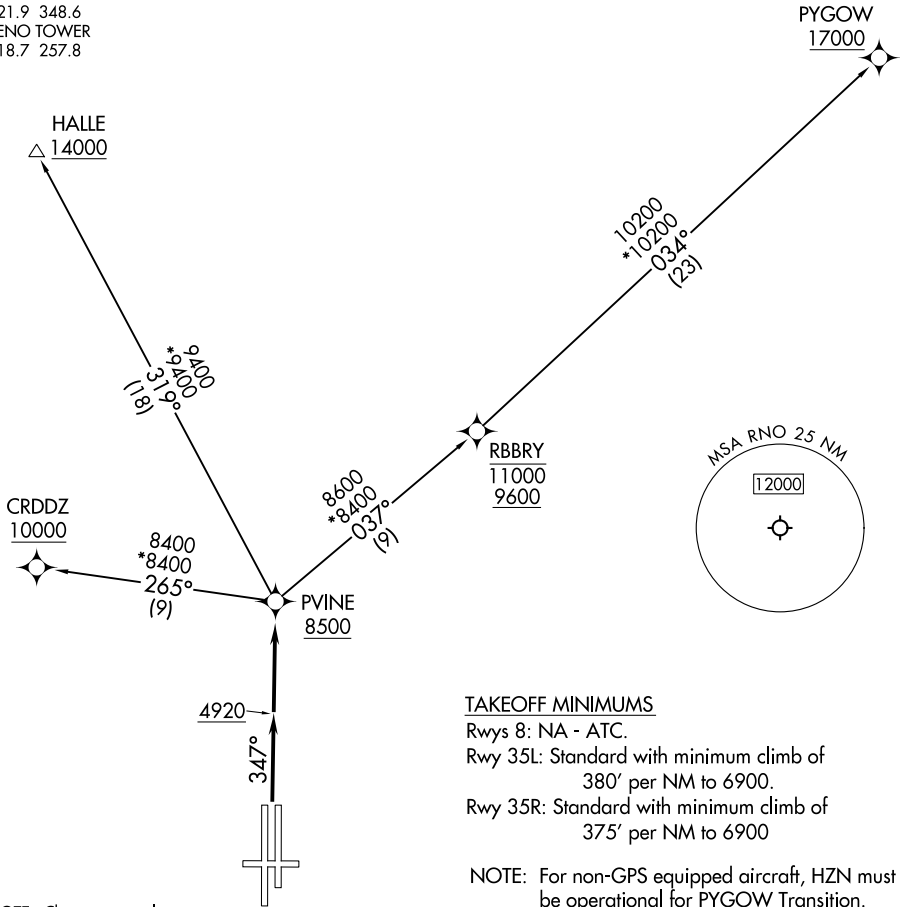 21.9 348.6
ENO TOWER
18.7 257.8
PYGOW
17000
HALLE
14000
10200
*10200
034°
(23)
9400
*9400
319°
(18)
RBBRY
11000
9600
MSA RNO 25 NM
12000
8600
*8400
037°
(9)
CRDDZ
10000
8400
*8400
265°
(9)
PVINE
8500
4920
347°
TAKEOFF MINIMUMS
Rwys 8: NA - ATC.
Rwy 35L: Standard with minimum climb of
380' per NM to 6900.
Rwy 35R: Standard with minimum climb of
375' per NM to 6900
NOTE: For non-GPS equipped aircraft, HZN must
be operational for PYGOW Transition.